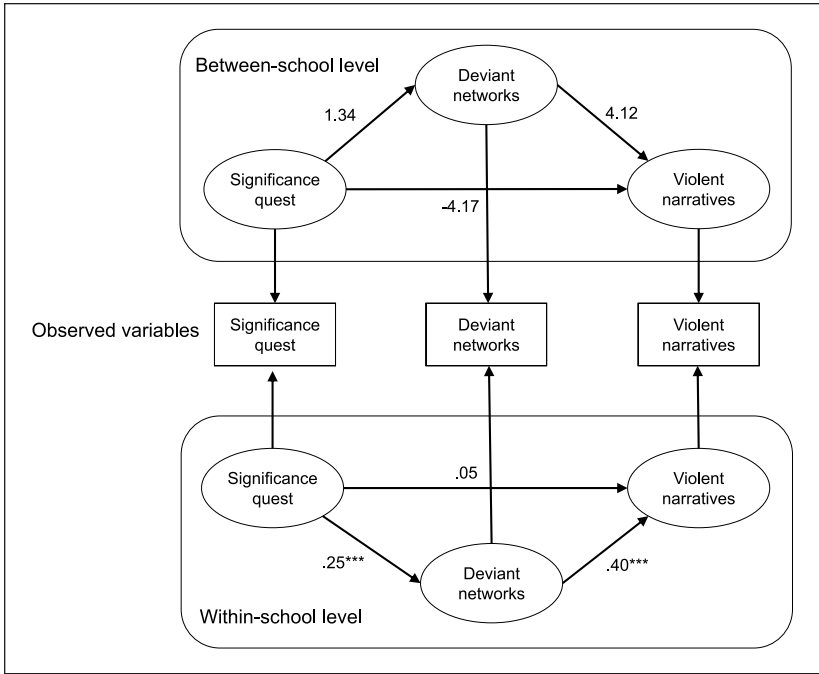 Between-school level
Deviant
networks
1.34
4.12
Significance
quest
Violent
narratives
-4.17
Observed variables
Significance
quest
Deviant
networks
Violent
narratives
Significance
quest
.05
Violent
narratives
.25***
Deviant
networks
.40***
Within-school level